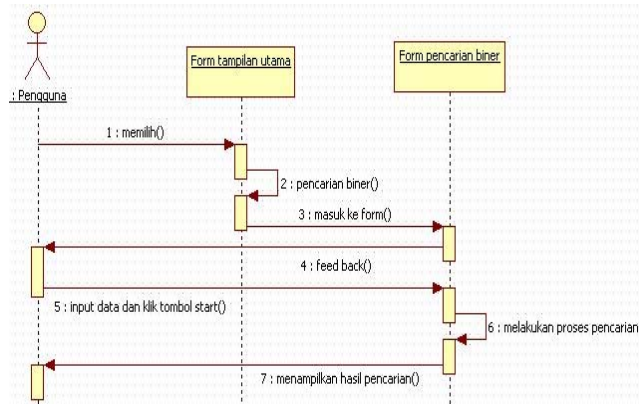 Form tampilan utama
Form pencarian biner
: Pengguna
1 : memilih()
2 : pencarian biner()
3 : masuk ke form()
4 : feed back()
5 : input data dan klik tombol start()
6 : melakukan proses pencarian
7 : menampilkan hasil pencarian()